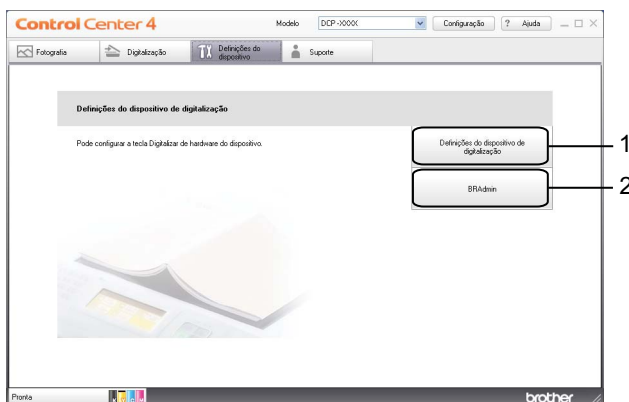 Control Center 4
Modelo
DCP-XXXX
Configuração
? Ajuda
Fotografia
Digitalização
Definições do
dispositivo
Suporte
Definições do dispositivo de digitalização
Pode configurar a tecla Digitalizar de hardware do dispositivo.
Definições do dispositivo de
digitalização
1
BRAdmin
2
Pronta
brother